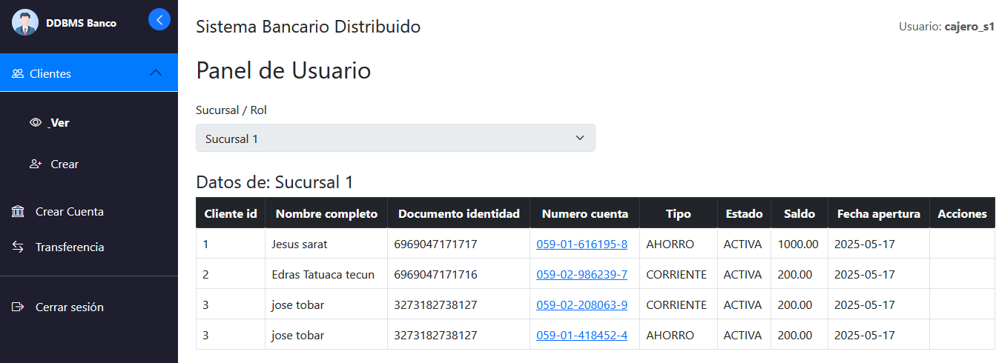 DDBMS Banco
Clientes
Ver
Crear
Crear Cuenta
Transferencia
Cerrar sesión
Sistema Bancario Distribuido
Usuario: cajero_s1
Panel de Usuario
Sucursal / Rol
Sucursal 1
Datos de: Sucursal 1
Cliente id Nombre completo Documento identidad Numero cuenta Tipo Estado Saldo Fecha apertura Acciones
1 Jesus sarat 6969047171717 059-01-616195-8 AHORRO ACTIVA 1000.00 2025-05-17
2 Edras Tatuaca tecun 6969047171716 059-02-986239-7 CORRIENTE ACTIVA 200.00 2025-05-17
3 jose tobar 3273182738127 059-02-208063-9 CORRIENTE ACTIVA 200.00 2025-05-17
3 jose tobar 3273182738127 059-01-418452-4 AHORRO ACTIVA 200.00 2025-05-17